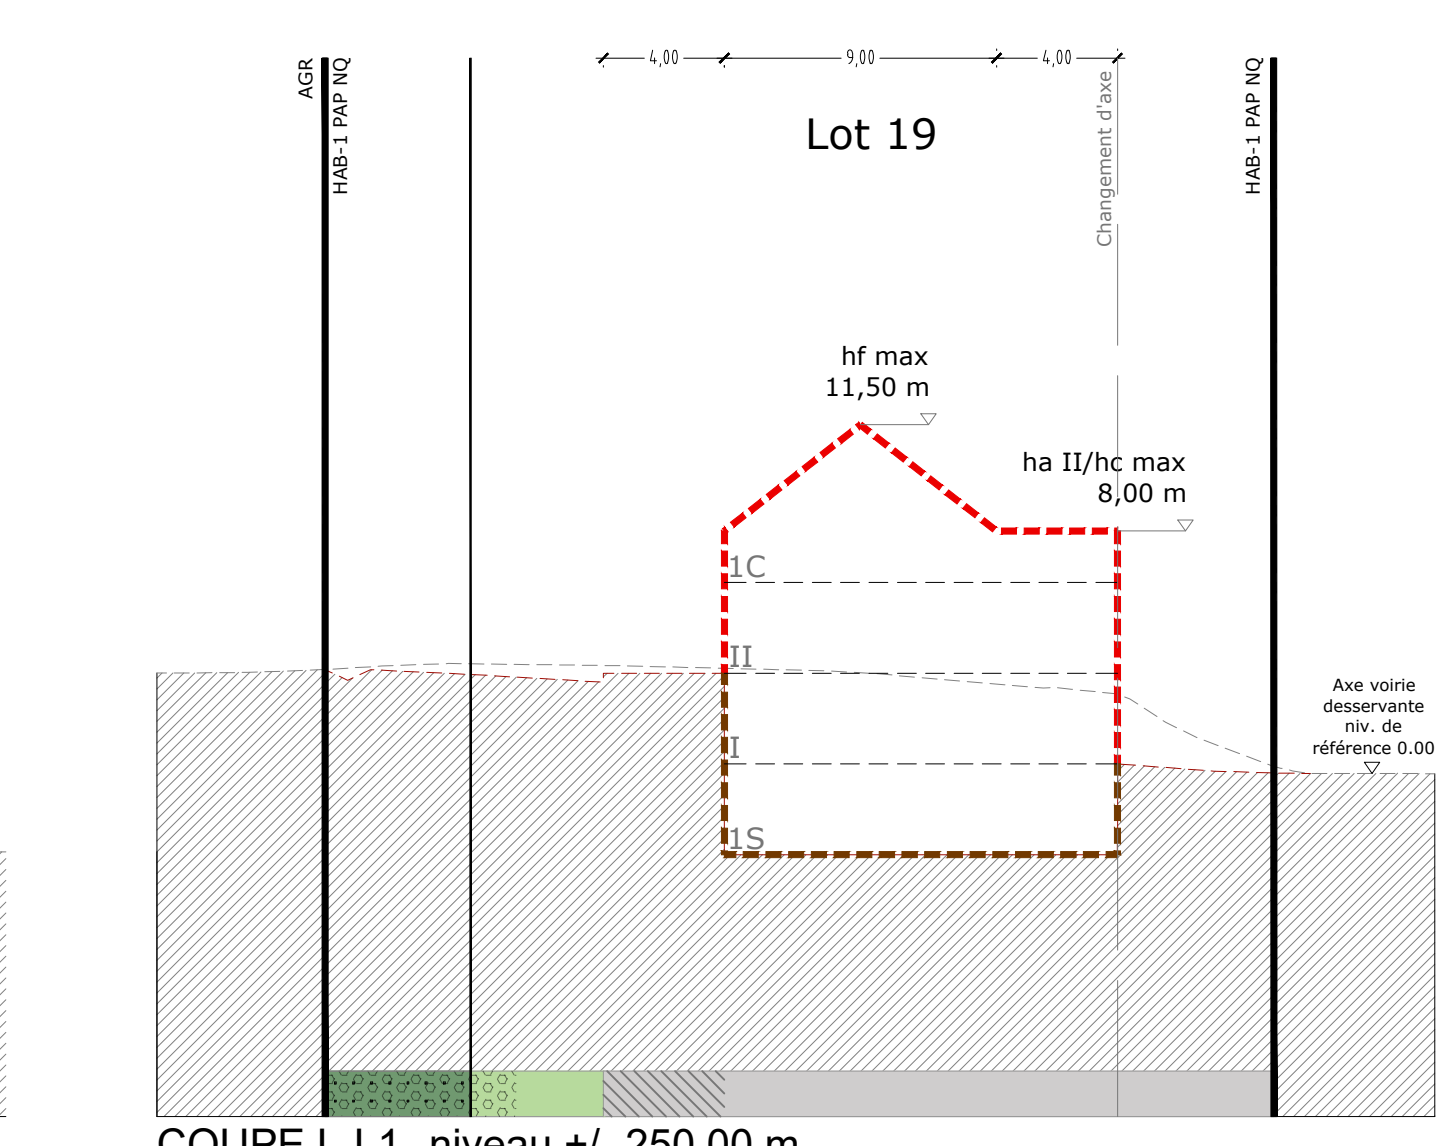 4,00
9,00
4,00
AGR
HAB-1 PAP NQ
Lot 19
Changement d'axe
HAB-1 PAP NQ
hf max
11,50 m
ha II/hc max
8,00 m
1C
II
I
1S
Axe voirie
desservante
niv. de
référence 0.00